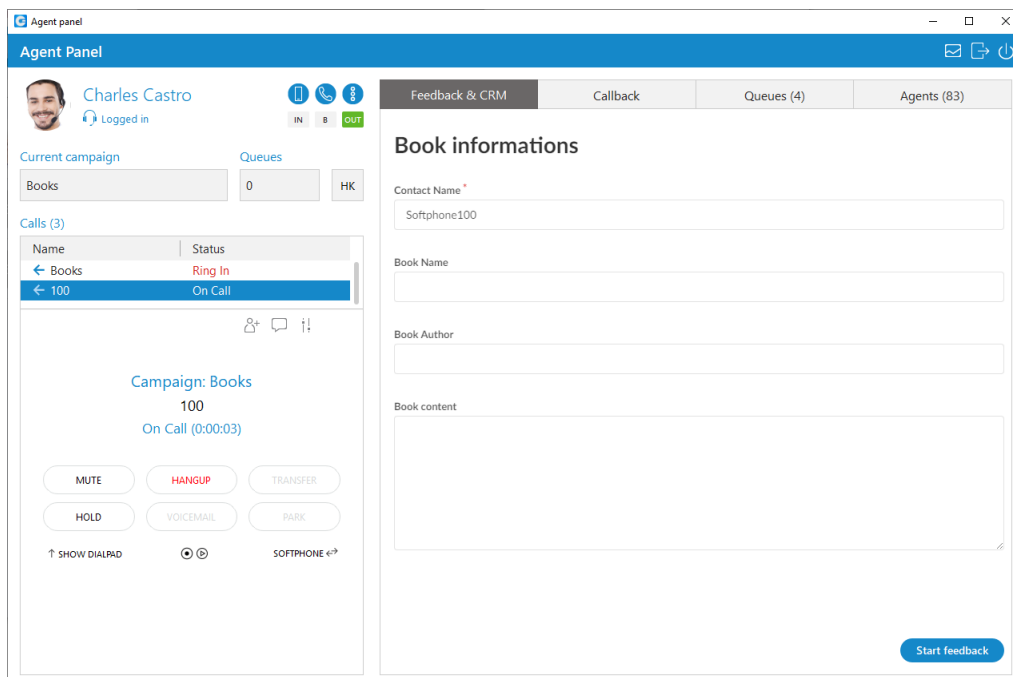 Agent panel
Agent Panel
Charles Castro
Logged in
IN B OUT
Current campaign Queues
Books 0 HK
Calls (3)
Name Status
Books Ring In
100 On Call
Campaign: Books
100
On Call (0:00:03)
MUTE HANGUP TRANSFER
HOLD VOICEMAIL PARK
SHOW DIALPAD SOFTPHONE
Feedback & CRM Callback Queues (4) Agents (83)
Book informations
Contact Name *
Softphone100
Book Name
Book Author
Book content
Start feedback